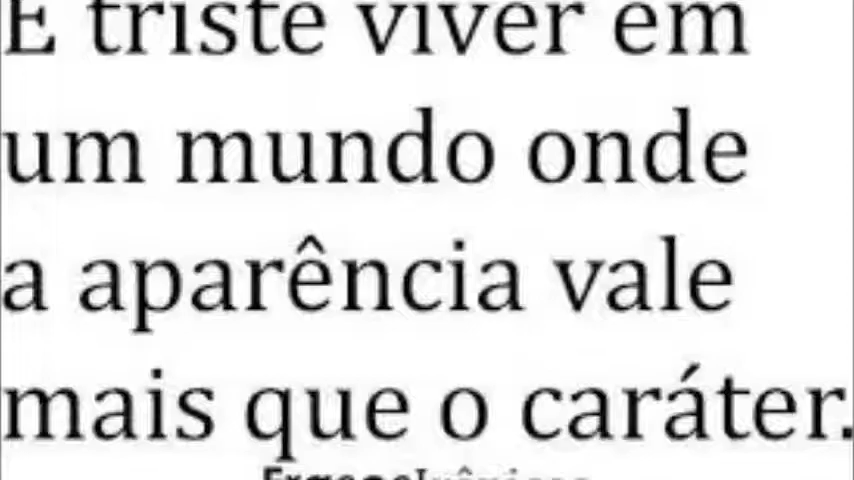 É triste viver em
um mundo onde
a aparência vale
mais que o caráter.